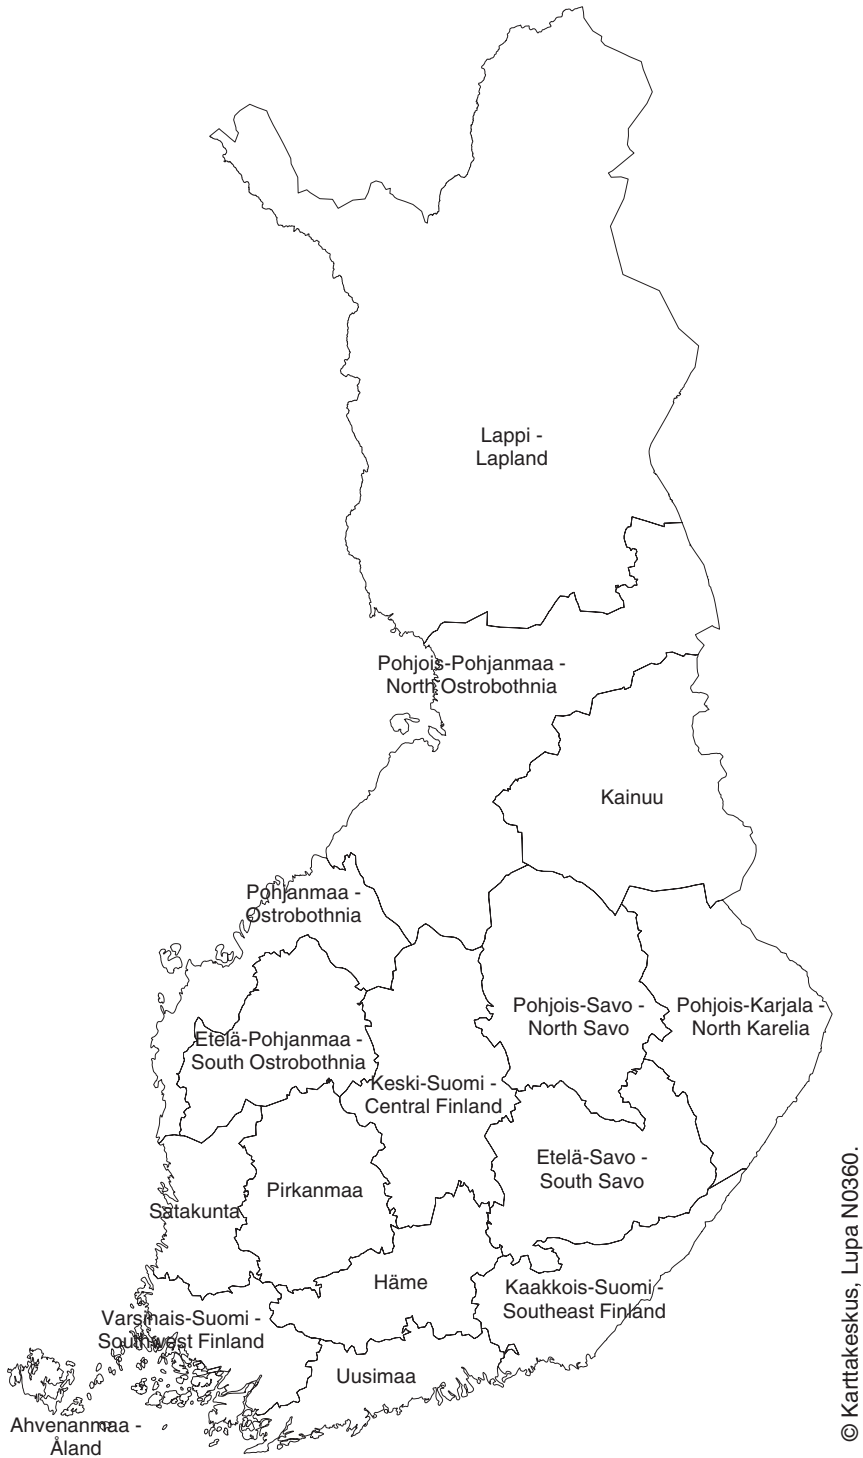 Lappi -
Lapland
Pohjois-Pohjanmaa -
North Ostrobothnia
Kainuu
Pohjanmaa -
Ostrobothnia
Pohjois-Savo -
North Savo
Pohjois-Karjala -
North Karelia
Etelä-Pohjanmaa -
South Ostrobothnia
Keski-Suomi -
Central Finland
Etelä-Savo -
South Savo
Pirkanmaa
Satakunta
Häme
Kaakkois-Suomi -
Southeast Finland
Varsinais-Suomi -
Southwest Finland
Uusimaa
Ahvenanmaa -
Åland
© Karttakeskus, Lupa N0360.